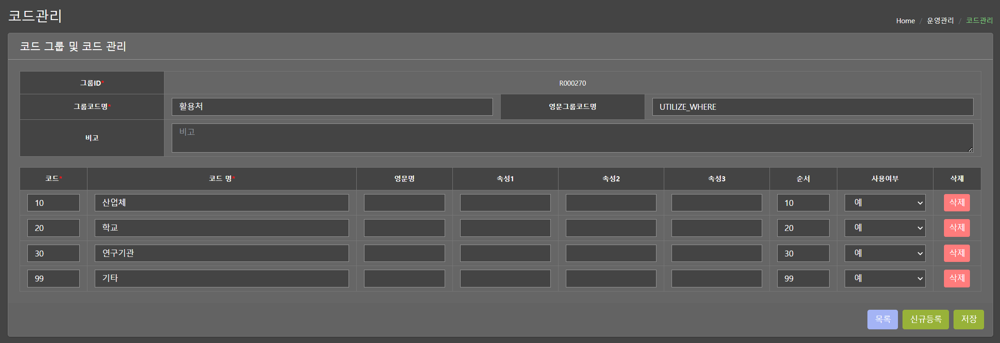 코드관리
Home / 운영관리 / 코드관리
코드 그룹 및 코드 관리
그룹ID* R000270
그룹코드명* 활용처 영문그룹코드명 UTILIZE_WHERE
비고 비고
코드* 코드 명* 영문명 속성1 속성2 속성3 순서 사용여부 삭제
10 산업체 10 예 삭제
20 학교 20 예 삭제
30 연구기관 30 예 삭제
99 기타 99 예 삭제
목록 신규등록 저장